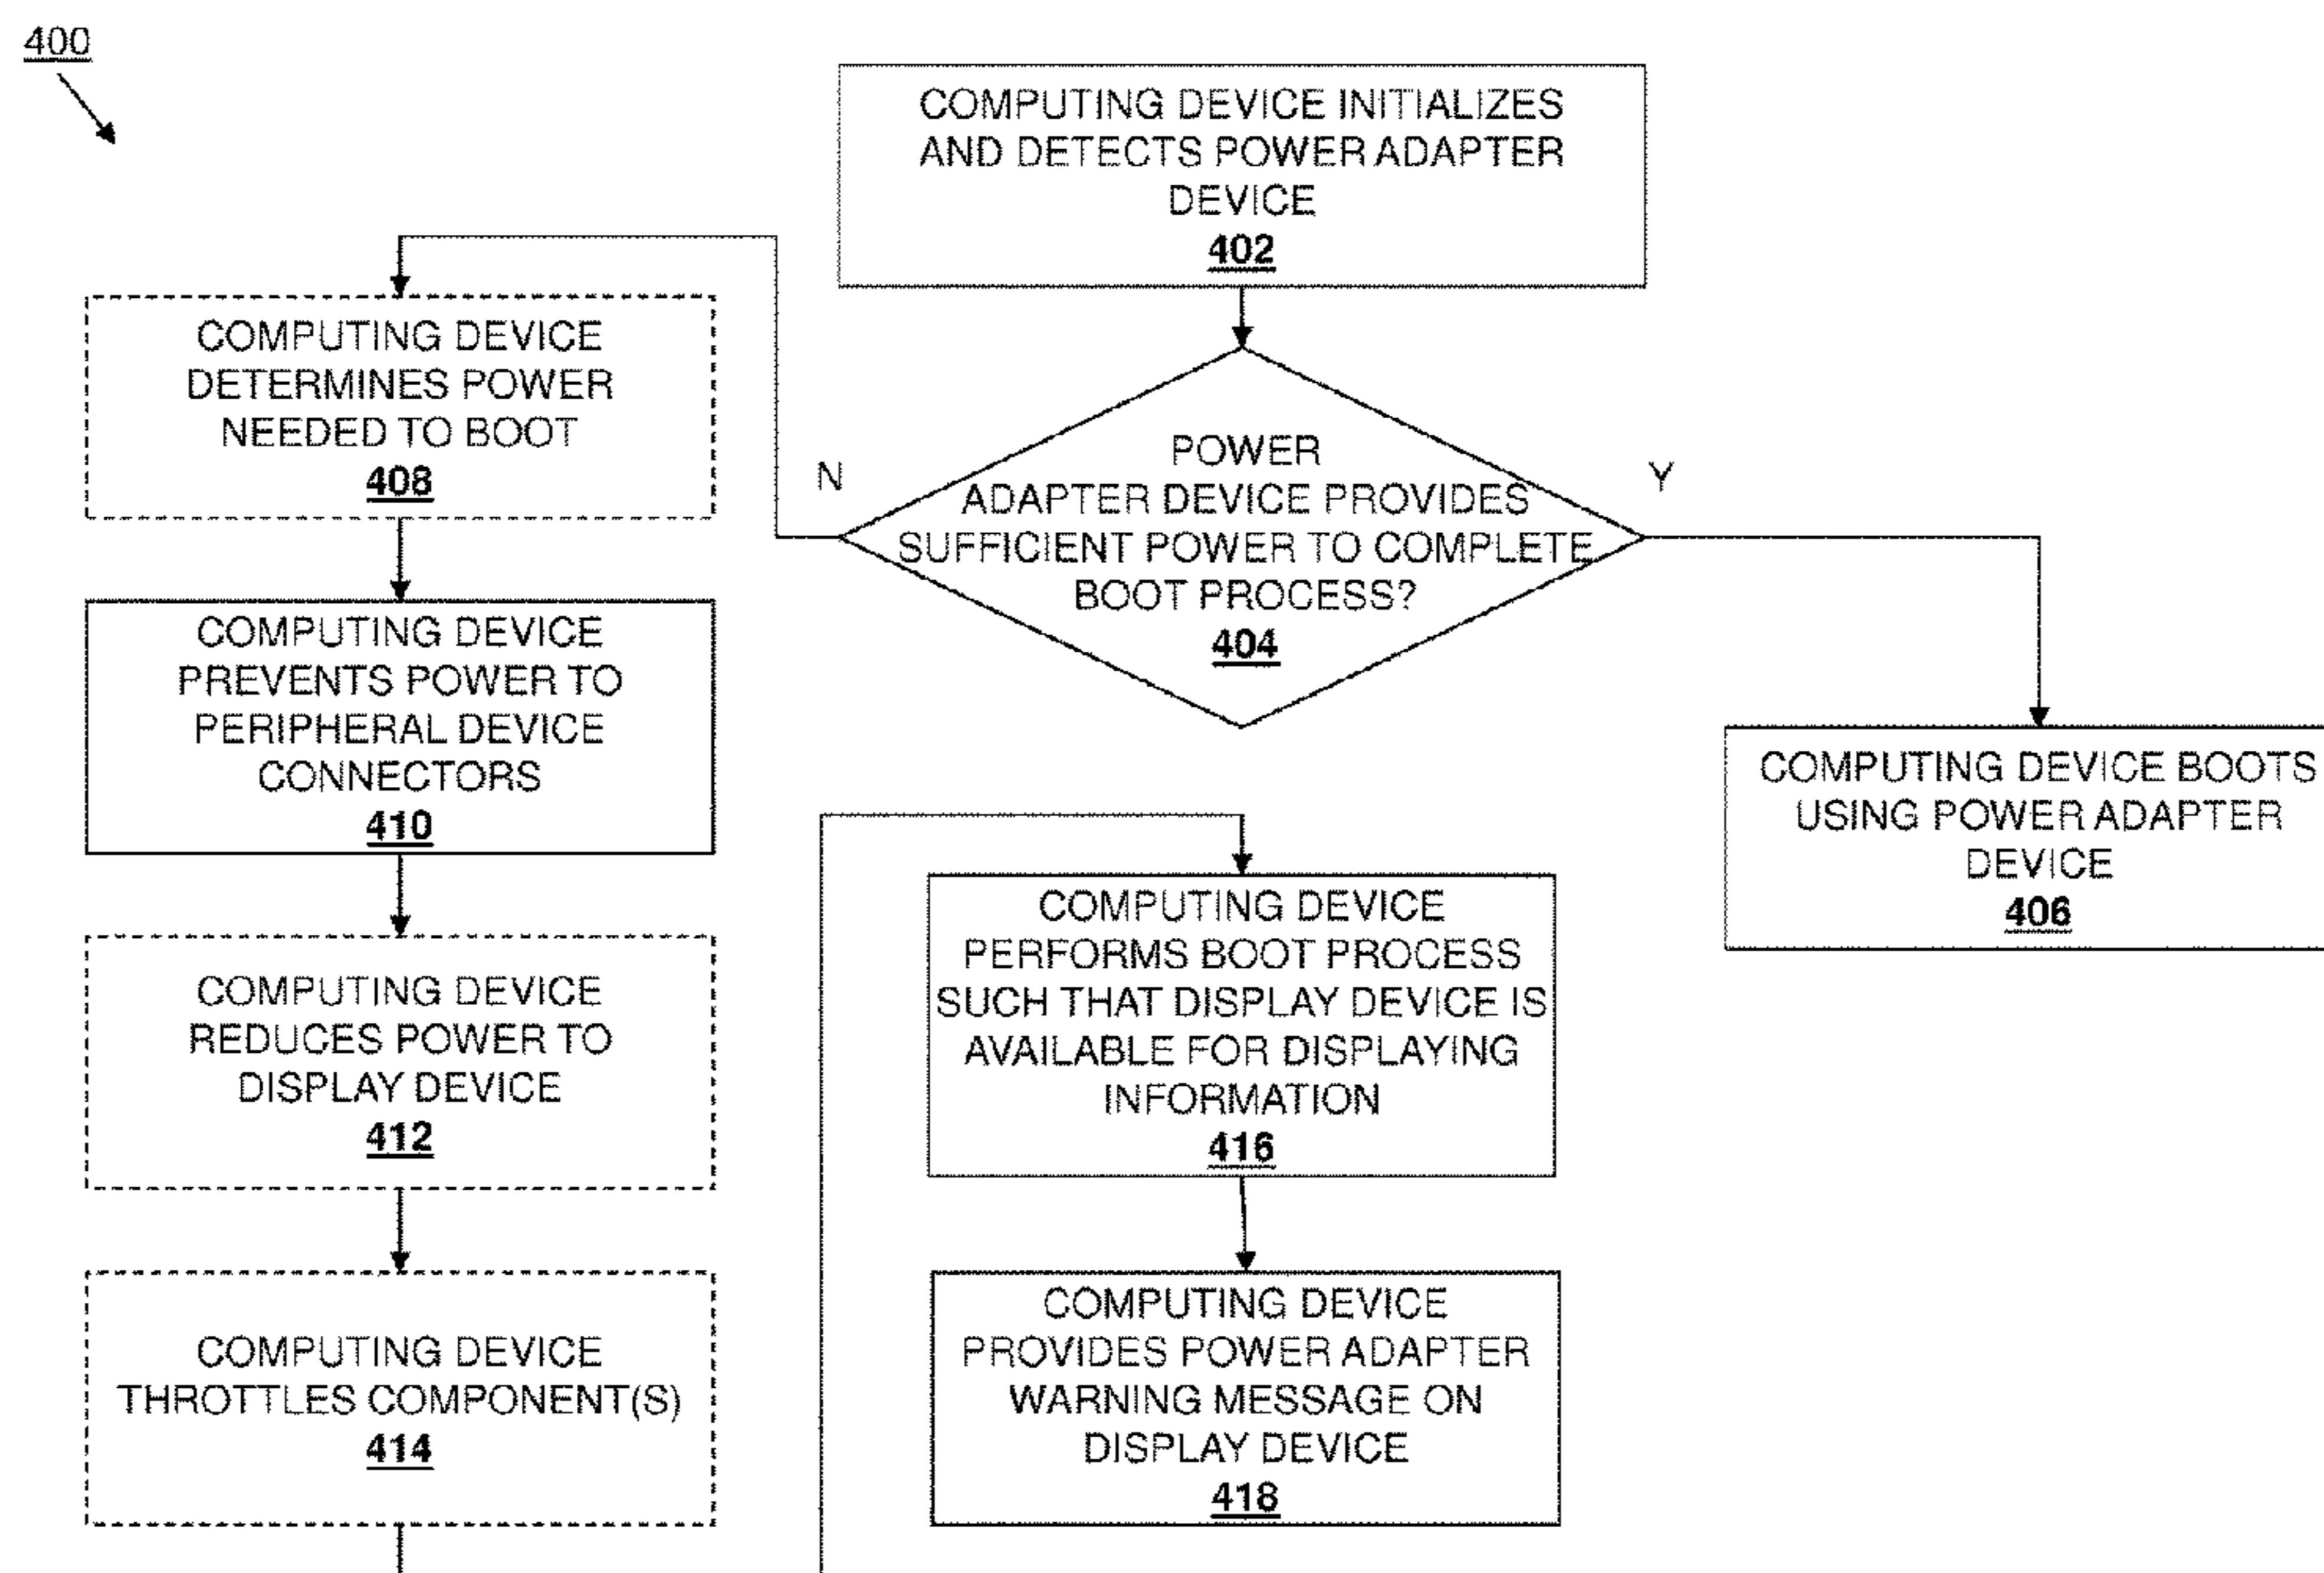 400
COMPUTING DEVICE INITIALIZES
AND DETECTS POWER ADAPTER
DEVICE
402
POWER
ADAPTER DEVICE PROVIDES
SUFFICIENT POWER TO COMPLETE
BOOT PROCESS?
404
N
Y
COMPUTING DEVICE BOOTS
USING POWER ADAPTER
DEVICE
406
COMPUTING DEVICE
DETERMINES POWER
NEEDED TO BOOT
408
COMPUTING DEVICE
PREVENTS POWER TO
PERIPHERAL DEVICE
CONNECTORS
410
COMPUTING DEVICE
REDUCES POWER TO
DISPLAY DEVICE
412
COMPUTING DEVICE
THROTTLES COMPONENT(S)
414
COMPUTING DEVICE
PERFORMS BOOT PROCESS
SUCH THAT DISPLAY DEVICE IS
AVAILABLE FOR DISPLAYING
INFORMATION
416
COMPUTING DEVICE
PROVIDES POWER ADAPTER
WARNING MESSAGE ON
DISPLAY DEVICE
418